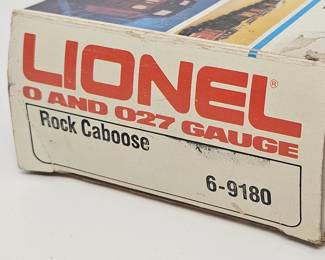 LIONEL®
O AND O27 GAUGE
Rock Caboose
6-9180